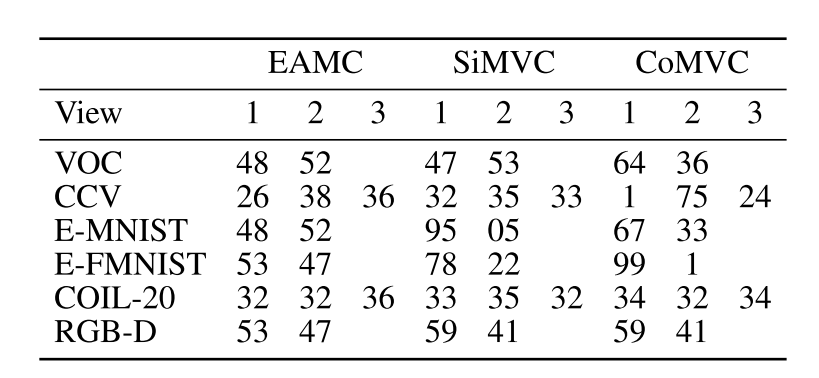 EAMC SiMVC CoMVC
View 1 2 3 1 2 3 1 2 3
VOC 48 52 47 53 64 36
CCV 26 38 36 32 35 33 1 75 24
E-MNIST 48 52 95 05 67 33
E-FMNIST 53 47 78 22 99 1
COIL-20 32 32 36 33 35 32 34 32 34
RGB-D 53 47 59 41 59 41